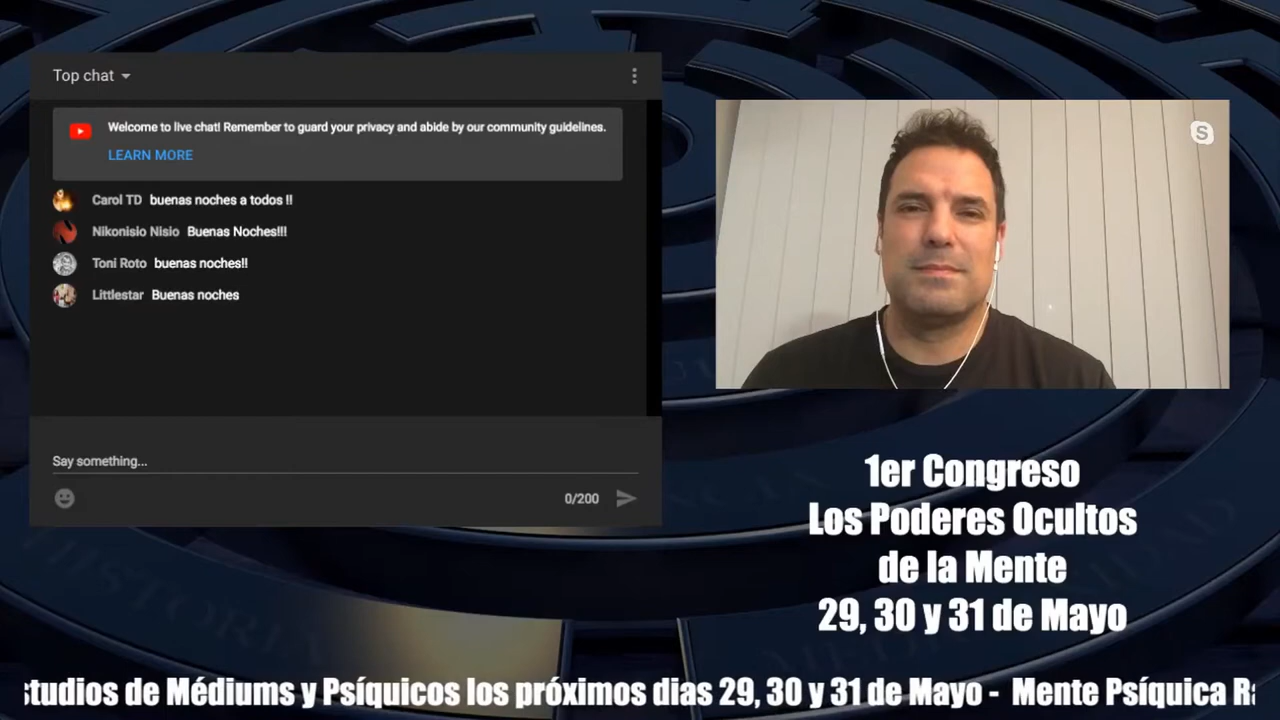 Top chat
Welcome to live chat! Remember to guard your privacy and abide by our community guidelines.
LEARN MORE
Carol TD buenas noches a todos !!
Nikonisio Nisio Buenas Noches!!!
Toni Roto buenas noches!!
Littlestar Buenas noches
Say something...
0/200
S
1er Congreso
Los Poderes Ocultos
de la Mente
29, 30 y 31 de Mayo
studios de Médiums y Psíquicos los próximos dias 29, 30 y 31 de Mayo - Mente Psíquica Ra